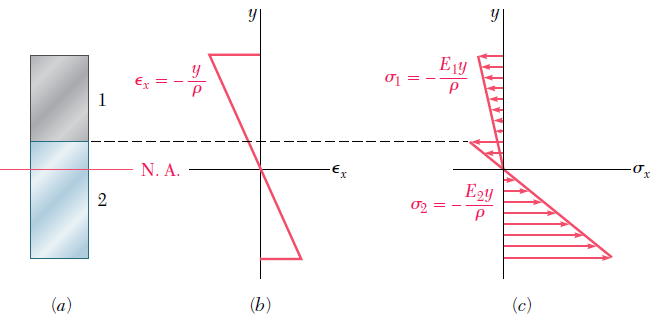 1
2
N. A.
(a)
y
ϵx = − y/ρ
ϵx
(b)
y
σ1 = − E1y/ρ
σ2 = − E2y/ρ
σx
(c)